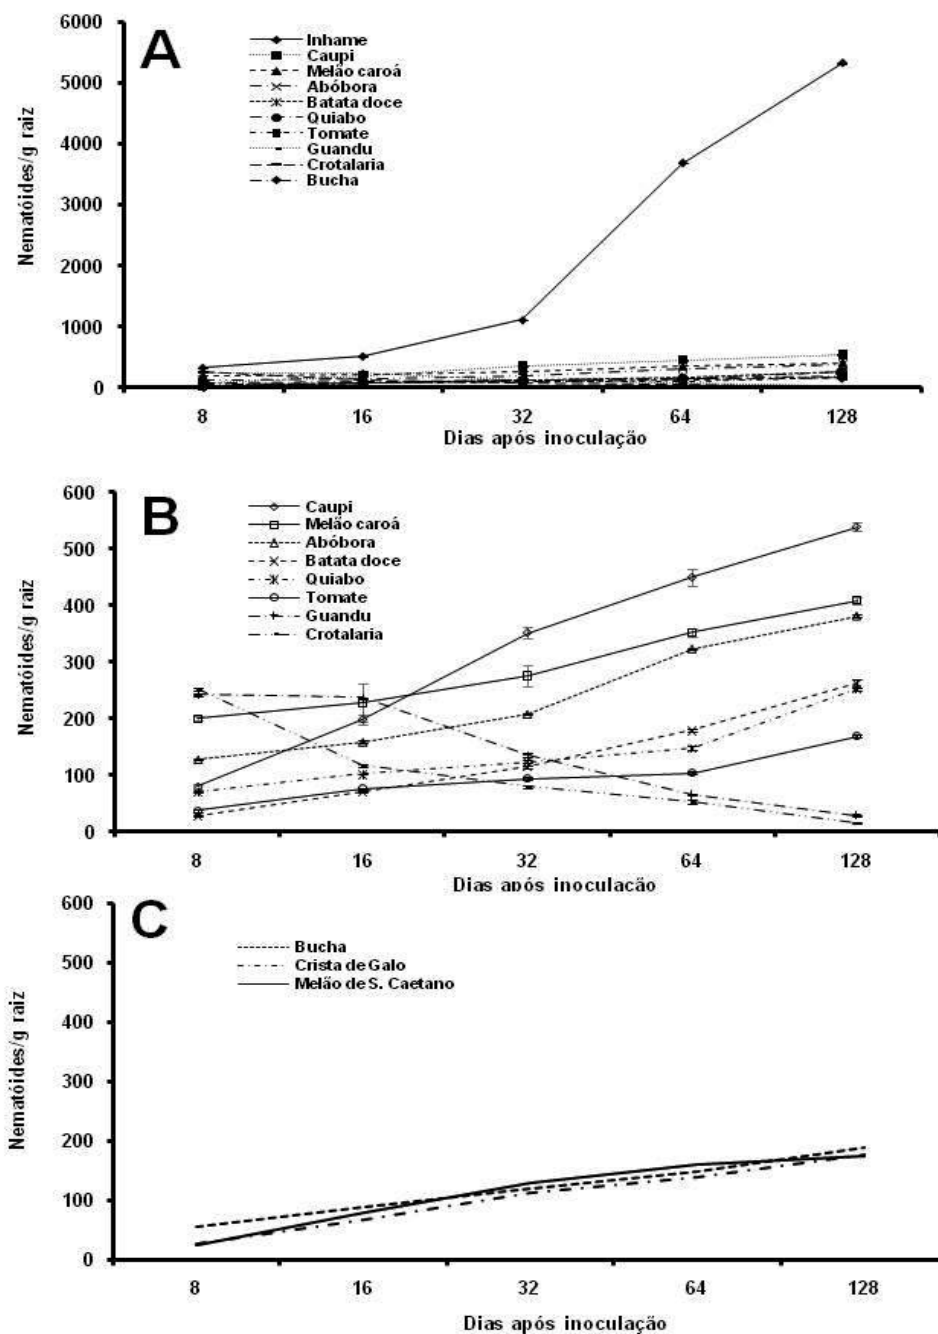 A
Nematóides/g raiz
6000
5000
4000
3000
2000
1000
0
Inhame
Caupi
Melão caroá
Abóbora
Batata doce
Quiabo
Tomate
Guandu
Crotalaria
Bucha
8 16 32 64 128
Dias após inoculação
B
Nematóides/g raiz
600
500
400
300
200
100
0
Caupi
Melão caroá
Abóbora
Batata doce
Quiabo
Tomate
Guandu
Crotalaria
8 16 32 64 128
Dias após inoculação
C
Nematóides/g raiz
600
500
400
300
200
100
0
Bucha
Crista de Galo
Melão de S. Caetano
8 16 32 64 128
Dias após inoculação